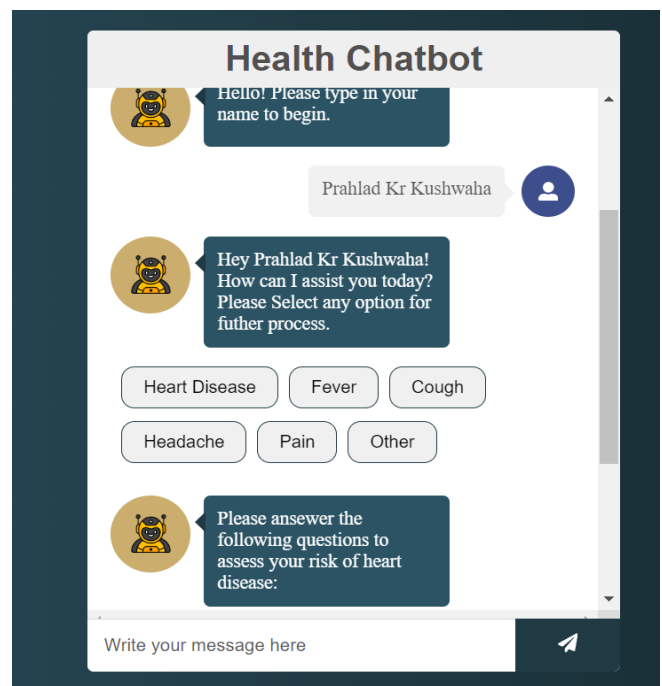 Health Chatbot
Hello! Please type in your
name to begin.
Prahlad Kr Kushwaha
Hey Prahlad Kr Kushwaha!
How can I assist you today?
Please Select any option for
futher process.
Heart Disease
Fever
Cough
Headache
Pain
Other
Please ansewer the
following questions to
assess your risk of heart
disease:
Write your message here